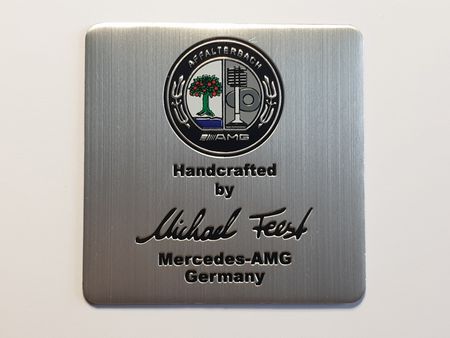 AFFALTERBACH
AMG
Handcrafted
by
Michael Feest
Mercedes-AMG
Germany